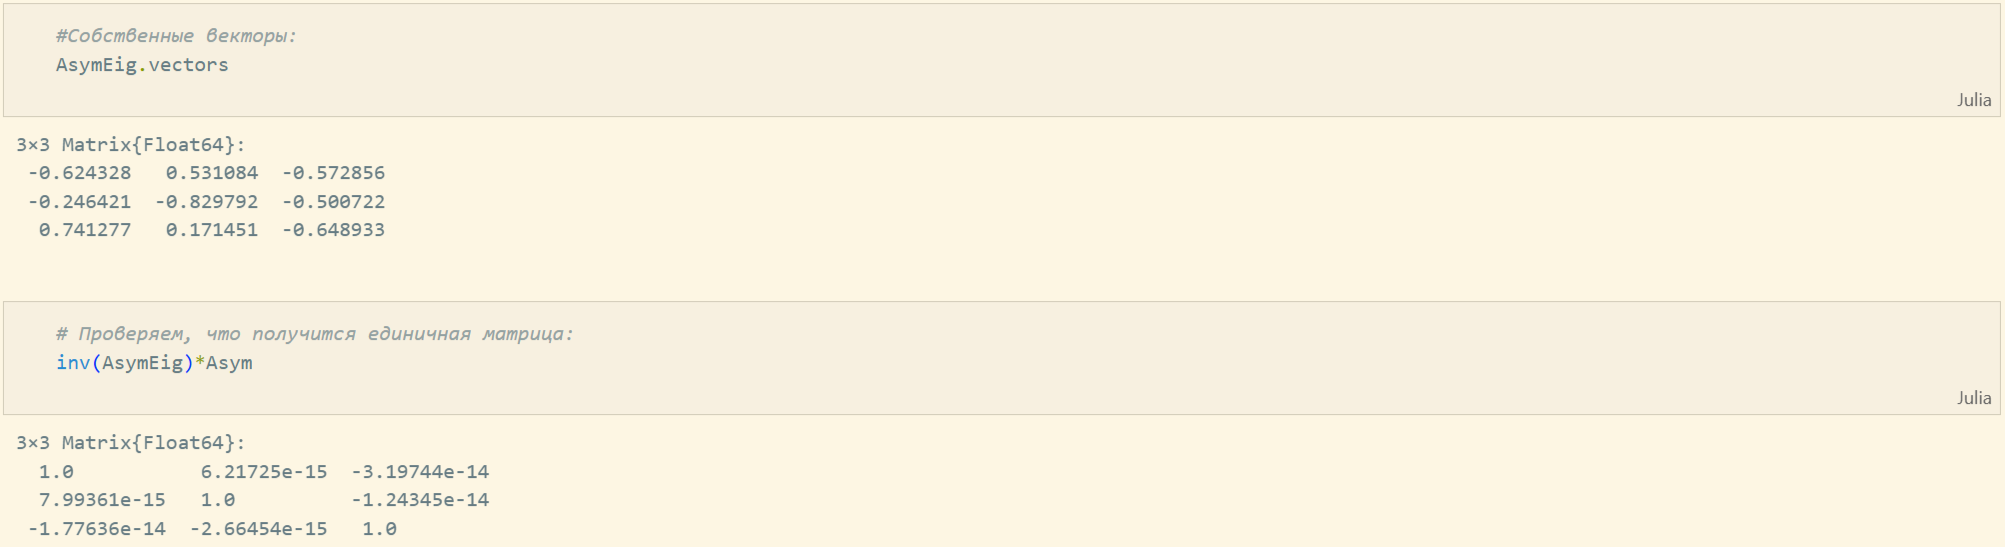 #Собственные векторы:
AsymEig.vectors
Julia
3×3 Matrix{Float64}:
 -0.624328   0.531084  -0.572856
 -0.246421  -0.829792  -0.500722
  0.741277   0.171451  -0.648933
# Проверяем, что получится единичная матрица:
inv(AsymEig)*Asym
Julia
3×3 Matrix{Float64}:
  1.0           6.21725e-15  -3.19744e-14
  7.99361e-15   1.0          -1.24345e-14
 -1.77636e-14  -2.66454e-15   1.0